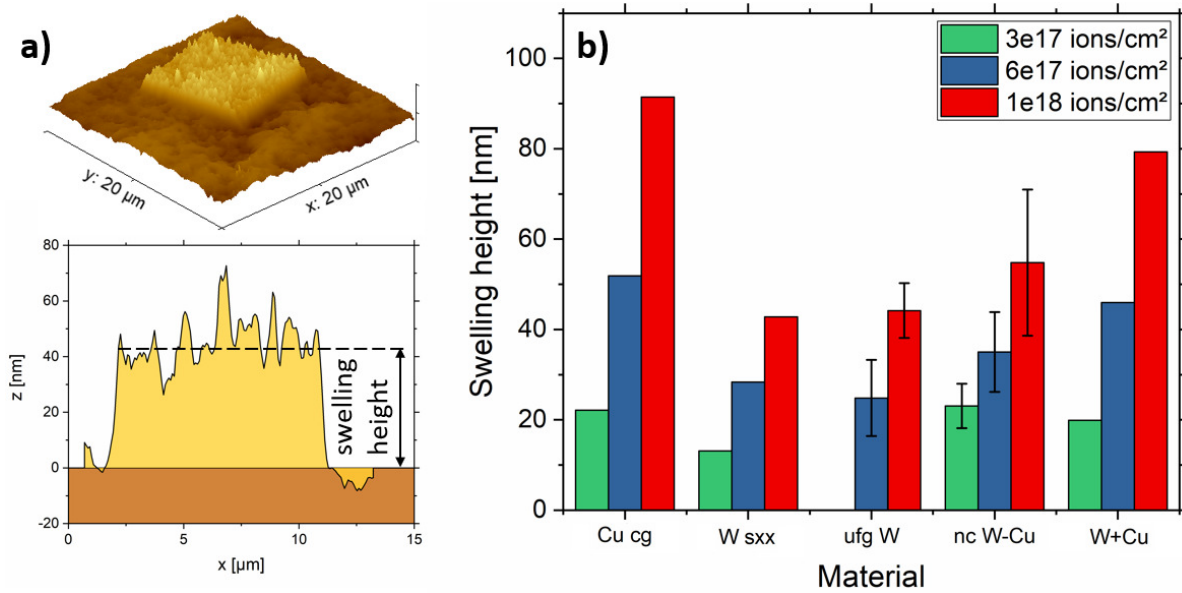 a)
y: 20 µm
x: 20 µm
80
60
40
20
0
-20
z [nm]
swelling
height
0
5
10
15
x [µm]
b)
3e17 ions/cm²
6e17 ions/cm²
1e18 ions/cm²
100
80
60
40
20
0
Swelling height [nm]
Cu cg
W sxx
ufg W
nc W-Cu
W+Cu
Material